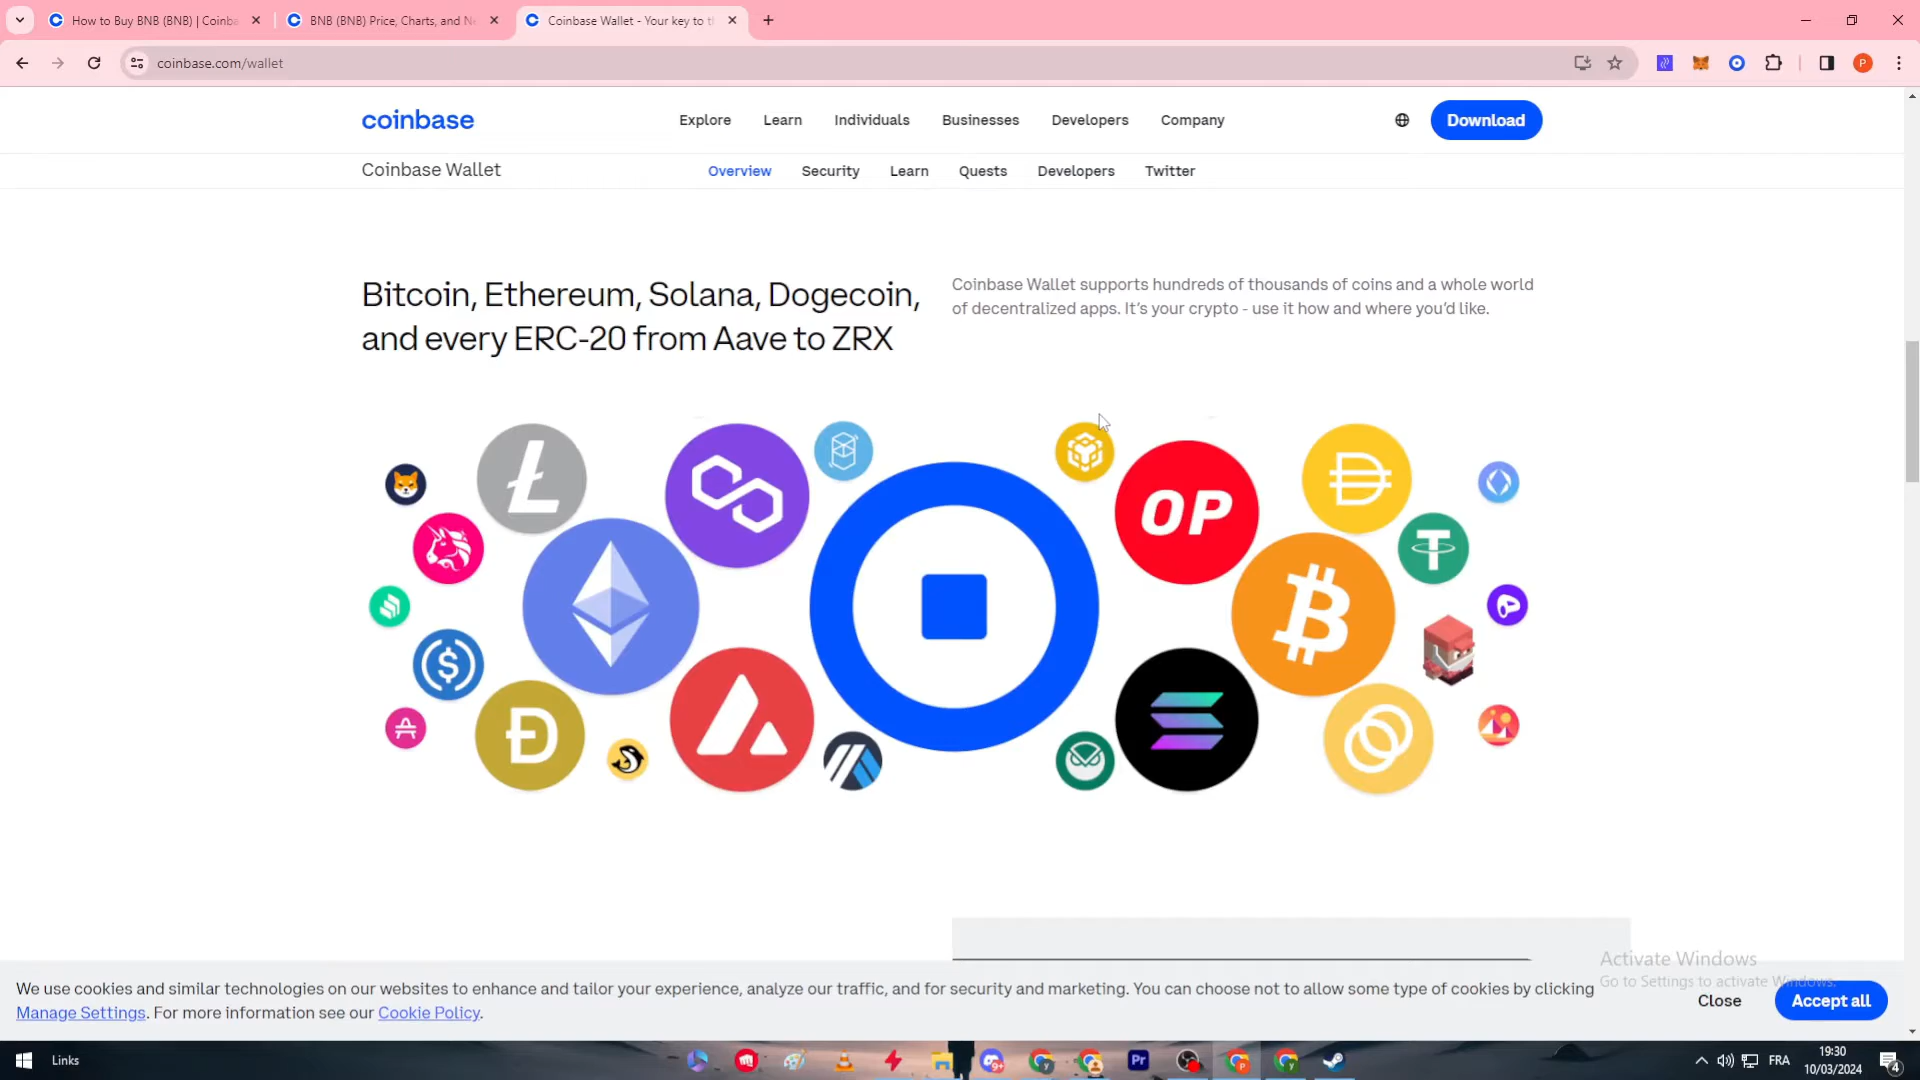 How to Buy BNB (BNB) | Coinba
BNB (BNB) Price, Charts, and Ne
Coinbase Wallet - Your key to t
coinbase.com/wallet
P
coinbase
Explore
Learn
Individuals
Businesses
Developers
Company
Download
Coinbase Wallet
Overview
Security
Learn
Quests
Developers
Twitter
Bitcoin, Ethereum, Solana, Dogecoin,
and every ERC-20 from Aave to ZRX
Coinbase Wallet supports hundreds of thousands of coins and a whole world
of decentralized apps. It's your crypto - use it how and where you'd like.
OP
Activate Windows
Go to Settings to activate Windows.
We use cookies and similar technologies on our websites to enhance and tailor your experience, analyze our traffic, and for security and marketing. You can choose not to allow some type of cookies by clicking
Manage Settings. For more information see our Cookie Policy.
Close
Accept all
Links
Pr
FRA
19:30
10/03/2024
4